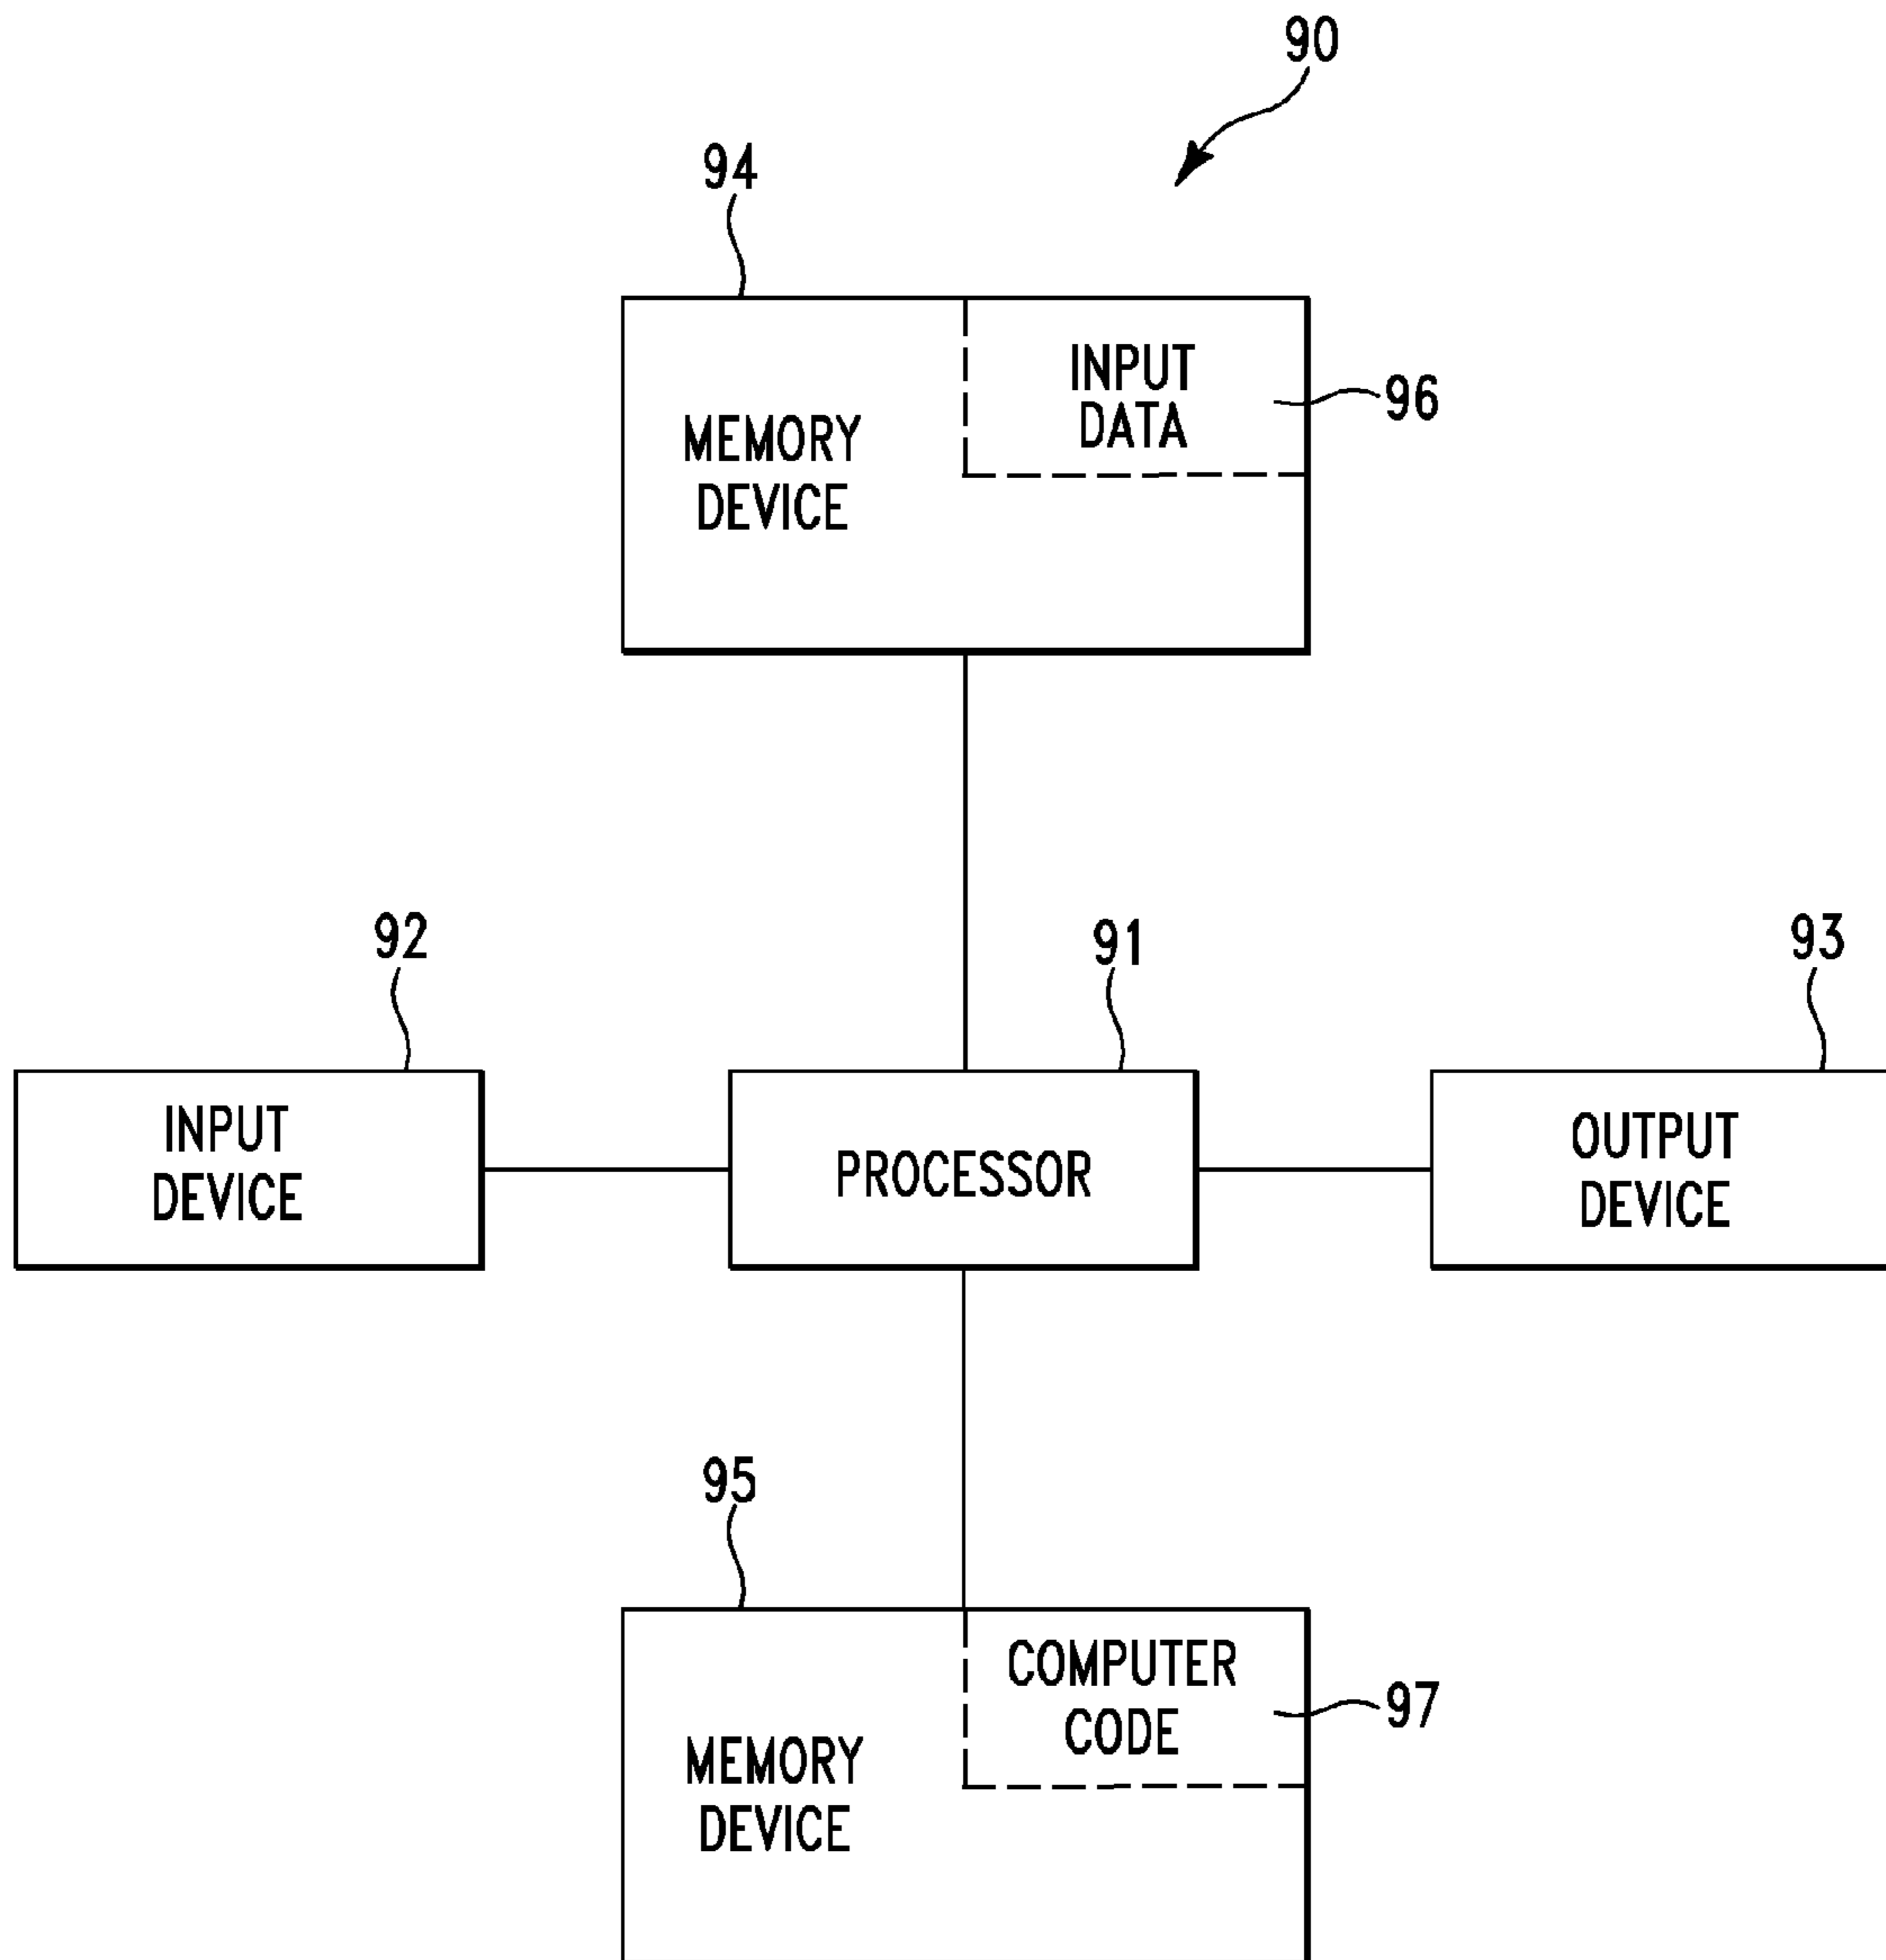 90
94
INPUT
DATA
96
MEMORY
DEVICE
92
91
93
INPUT
DEVICE
PROCESSOR
OUTPUT
DEVICE
95
COMPUTER
CODE
97
MEMORY
DEVICE